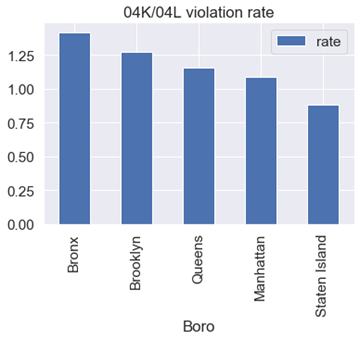 04K/04L violation rate
rate
1.25
1.00
0.75
0.50
0.25
0.00
Bronx
Brooklyn
Queens
Manhattan
Staten Island
Boro